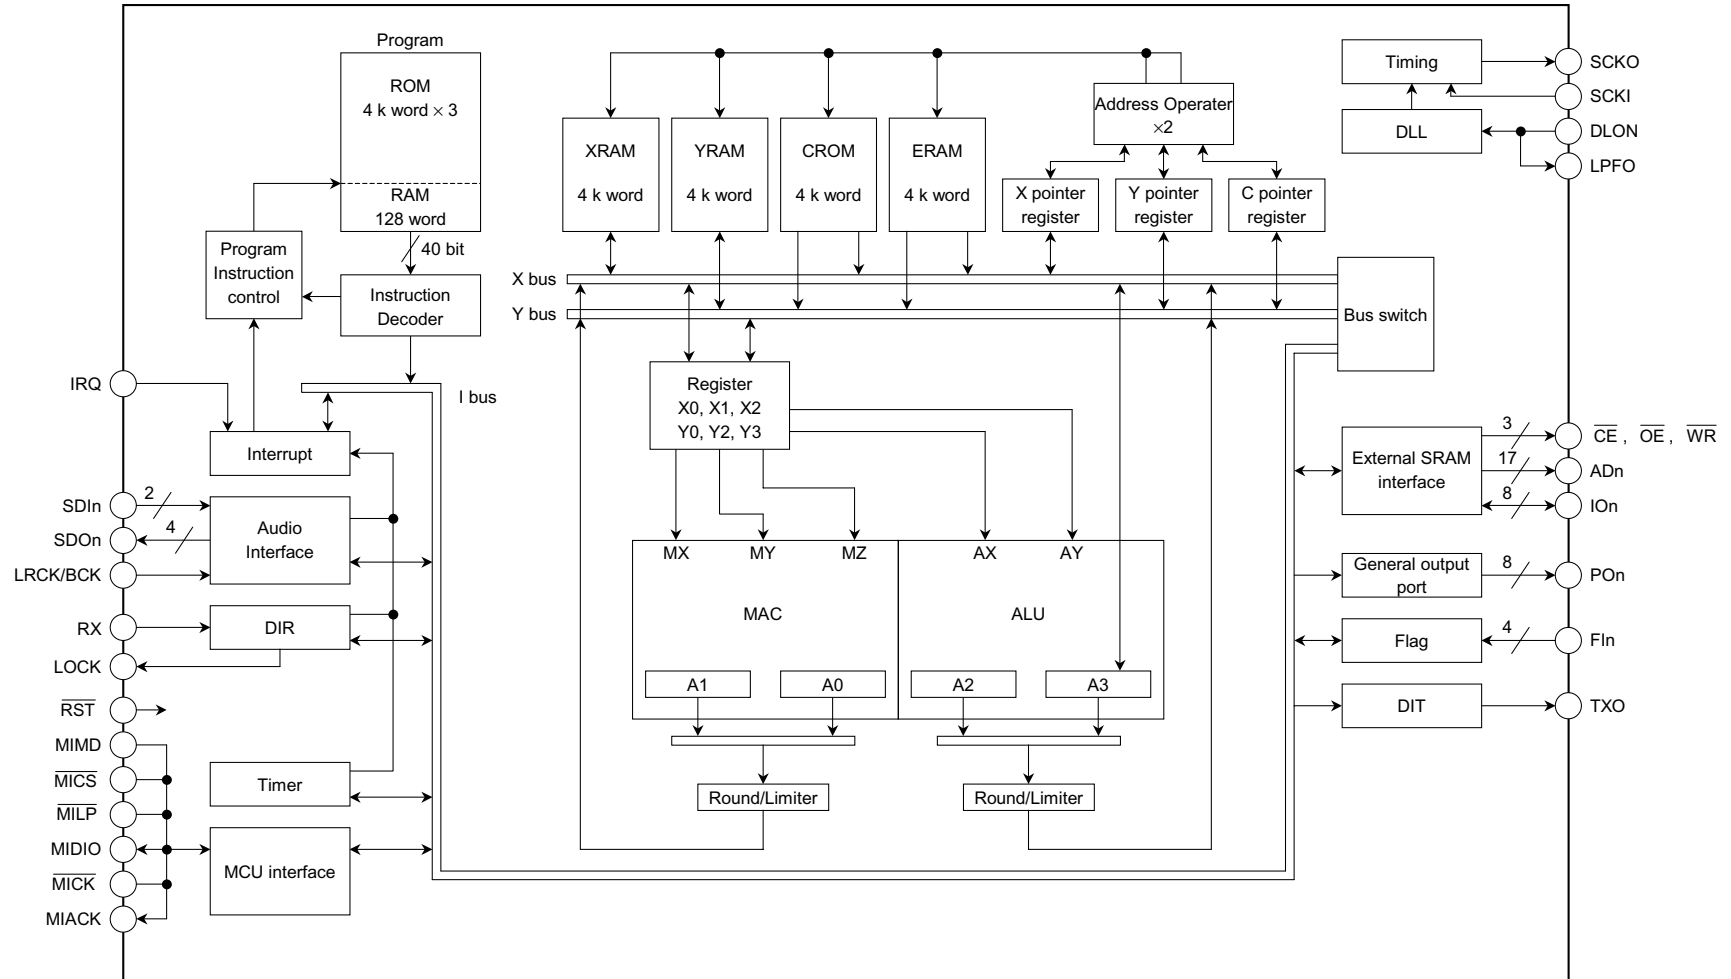 Program
ROM
4 k word × 3
RAM
128 word
40 bit
Program
Instruction
control
Instruction
Decoder
I bus
Interrupt
Audio
Interface
DIR
Timer
MCU interface
IRQ
SDIn
2
SDOn
4
LRCK/BCK
RX
LOCK
RST
MIMD
MICS
MILP
MIDIO
MICK
MIACK
XRAM
4 k word
YRAM
4 k word
CROM
4 k word
ERAM
4 k word
Address Operater
×2
X pointer
register
Y pointer
register
C pointer
register
X bus
Y bus
Bus switch
Register
X0, X1, X2
Y0, Y2, Y3
MX
MY
MZ
AX
AY
MAC
ALU
A1
A0
A2
A3
Round/Limiter
Round/Limiter
Timing
DLL
SCKO
SCKI
DLON
LPFO
External SRAM
interface
3
CE , OE , WR
17
ADn
8
IOn
General output
port
8
POn
Flag
4
FIn
DIT
TXO